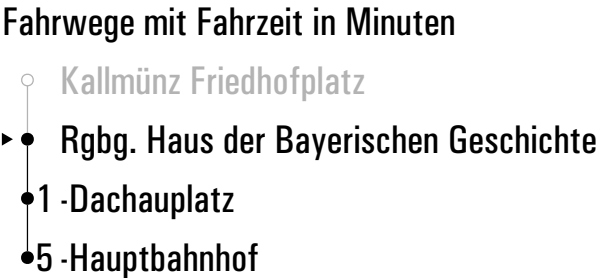 Fahrwege mit Fahrzeit in Minuten
Kallmünz Friedhofplatz
Rgbg. Haus der Bayerischen Geschichte
1 -Dachauplatz
5 -Hauptbahnhof